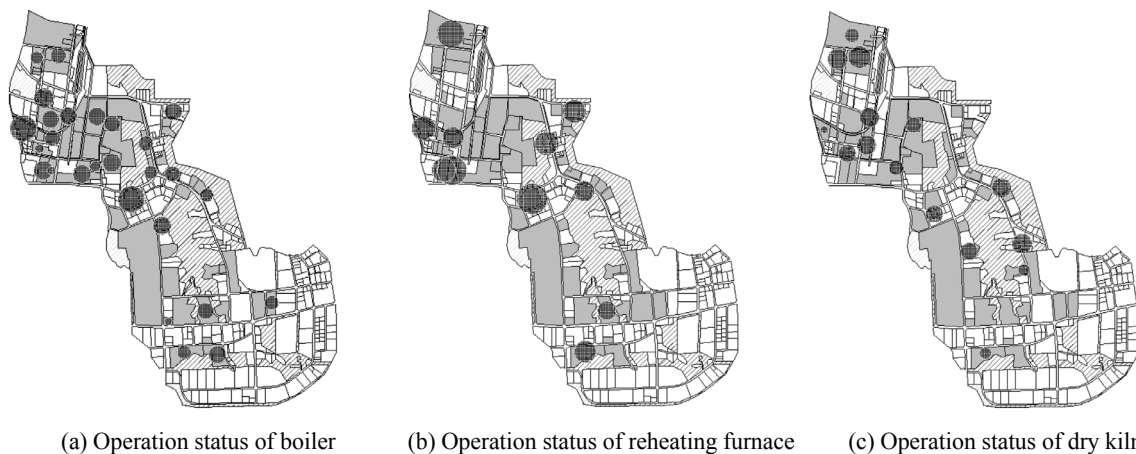 (a) Operation status of boiler
(b) Operation status of reheating furnace
(c) Operation status of dry kiln